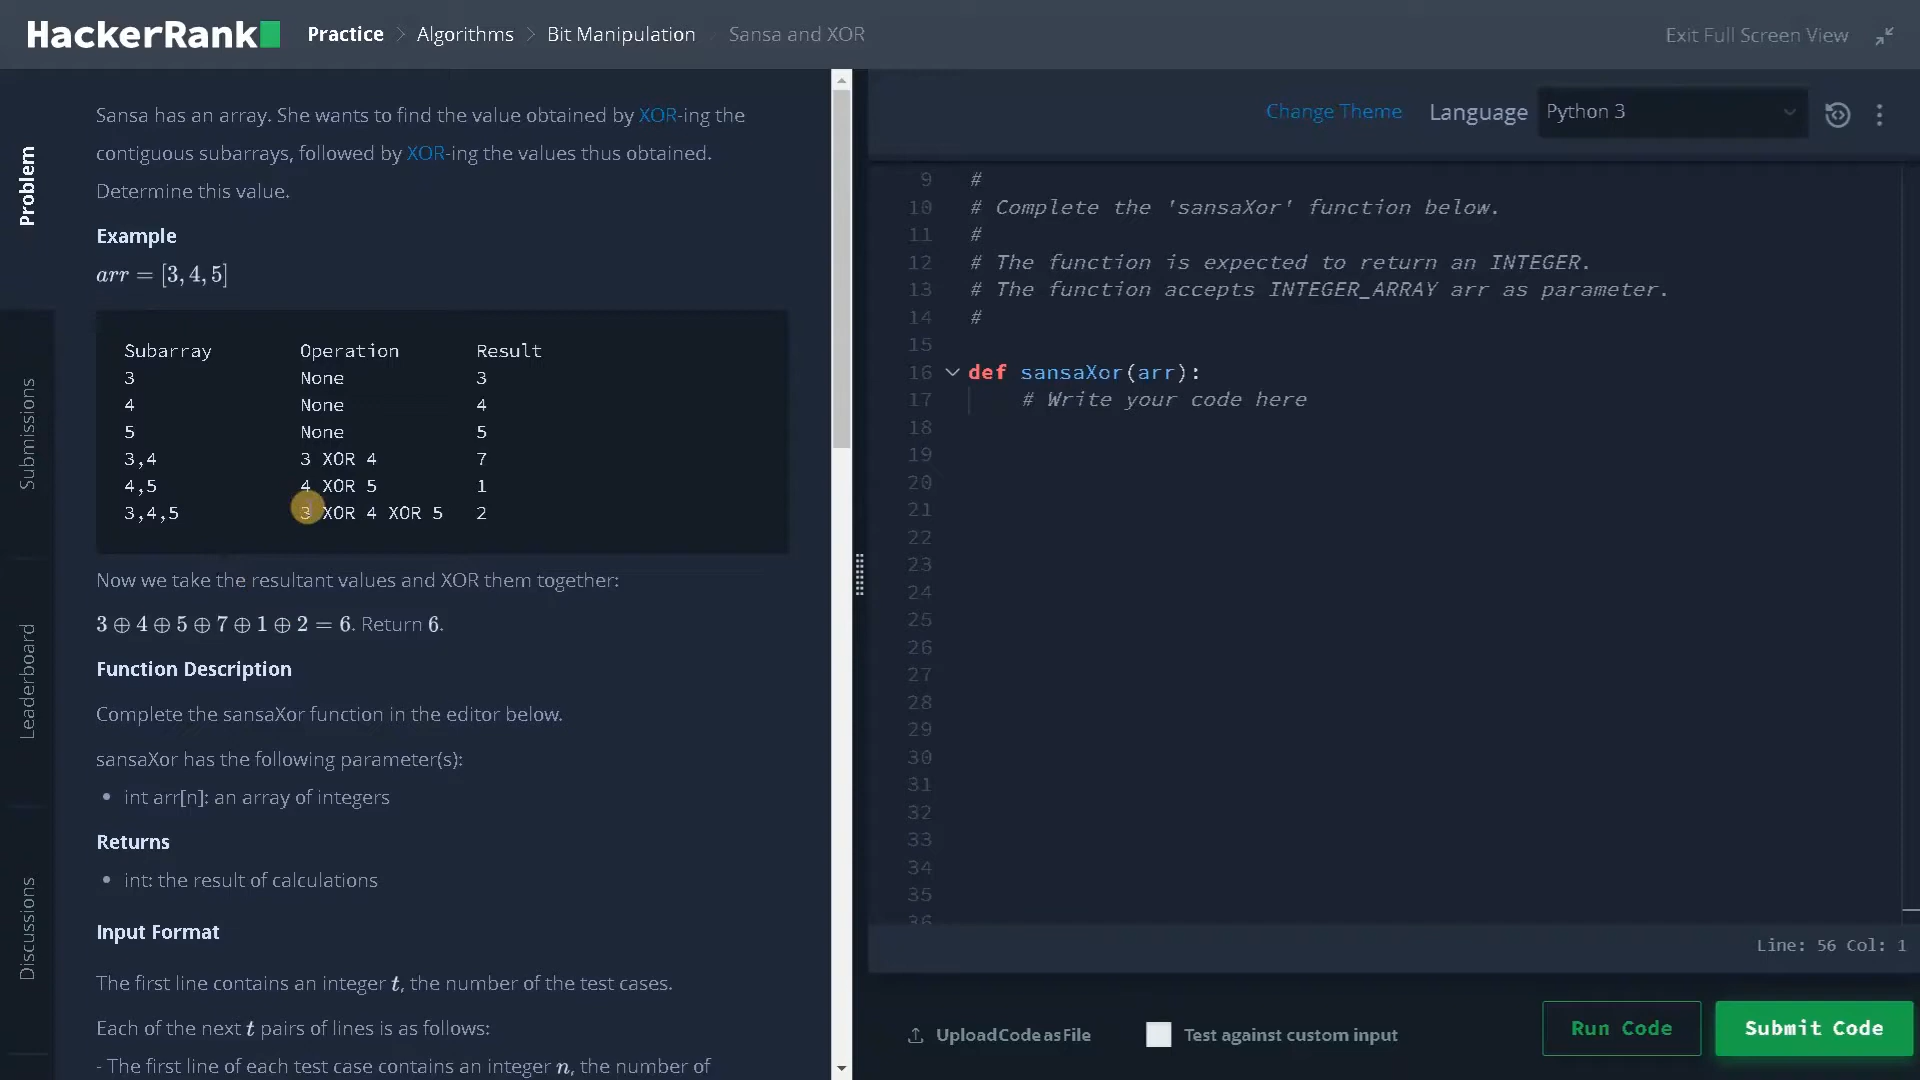 HackerRank
Practice > Algorithms > Bit Manipulation > Sansa and XOR
Exit Full Screen View
Problem
Submissions
Leaderboard
Discussions
Sansa has an array. She wants to find the value obtained by XOR-ing the
contiguous subarrays, followed by XOR-ing the values thus obtained.
Determine this value.
Example
arr = [3, 4, 5]
Subarray Operation Result
3 None 3
4 None 4
5 None 5
3,4 3 XOR 4 7
4,5 4 XOR 5 1
3,4,5 3 XOR 4 XOR 5 2
Now we take the resultant values and XOR them together:
3 ⊕ 4 ⊕ 5 ⊕ 7 ⊕ 1 ⊕ 2 = 6. Return 6.
Function Description
Complete the sansaXor function in the editor below.
sansaXor has the following parameter(s):
• int arr[n]: an array of integers
Returns
• int: the result of calculations
Input Format
The first line contains an integer t, the number of the test cases.
Each of the next t pairs of lines is as follows:
- The first line of each test case contains an integer n, the number of
Change Theme Language Python 3
9 #
10 # Complete the 'sansaXor' function below.
11 #
12 # The function is expected to return an INTEGER.
13 # The function accepts INTEGER_ARRAY arr as parameter.
14 #
15
16 def sansaXor(arr):
17 # Write your code here
18
19
20
21
22
23
24
25
26
27
28
29
30
31
32
33
34
35
36
Line: 56 Col: 1
Upload Code as File
Test against custom input
Run Code
Submit Code